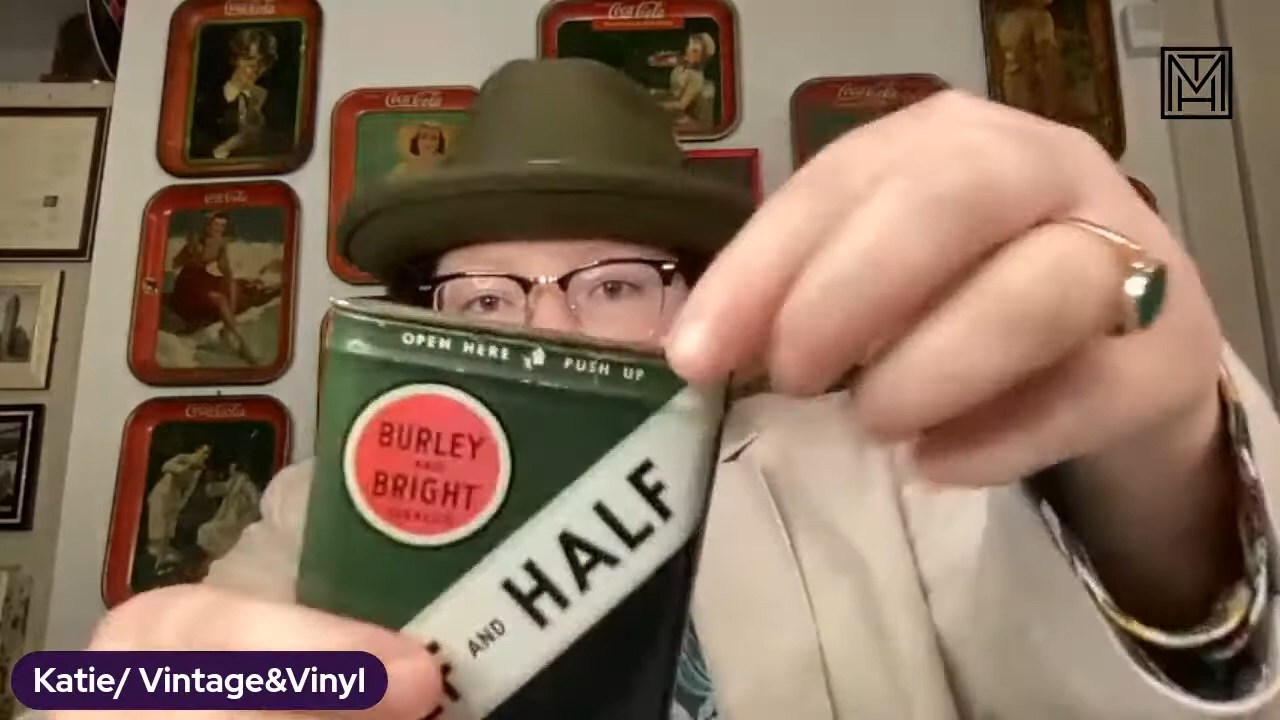 Coca-Cola
Coca-Cola
Coca-Cola
Coca-Cola
Coca-Cola
Coca-Cola
OPEN HERE PUSH UP
BURLEY
AND
BRIGHT
TOBACCO
F AND HALF
Katie/ Vintage&Vinyl